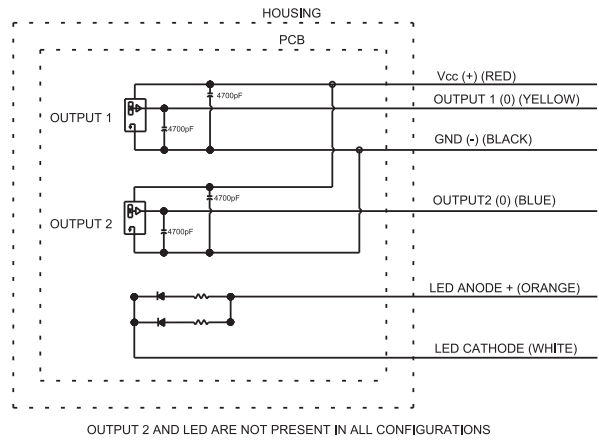 HOUSING
PCB
Vcc (+) (RED)
4700pF
OUTPUT 1 (0) (YELLOW)
OUTPUT 1
4700pF
GND (-) (BLACK)
4700pF
OUTPUT2 (0) (BLUE)
OUTPUT 2
4700pF
LED ANODE + (ORANGE)
LED CATHODE (WHITE)
OUTPUT 2 AND LED ARE NOT PRESENT IN ALL CONFIGURATIONS